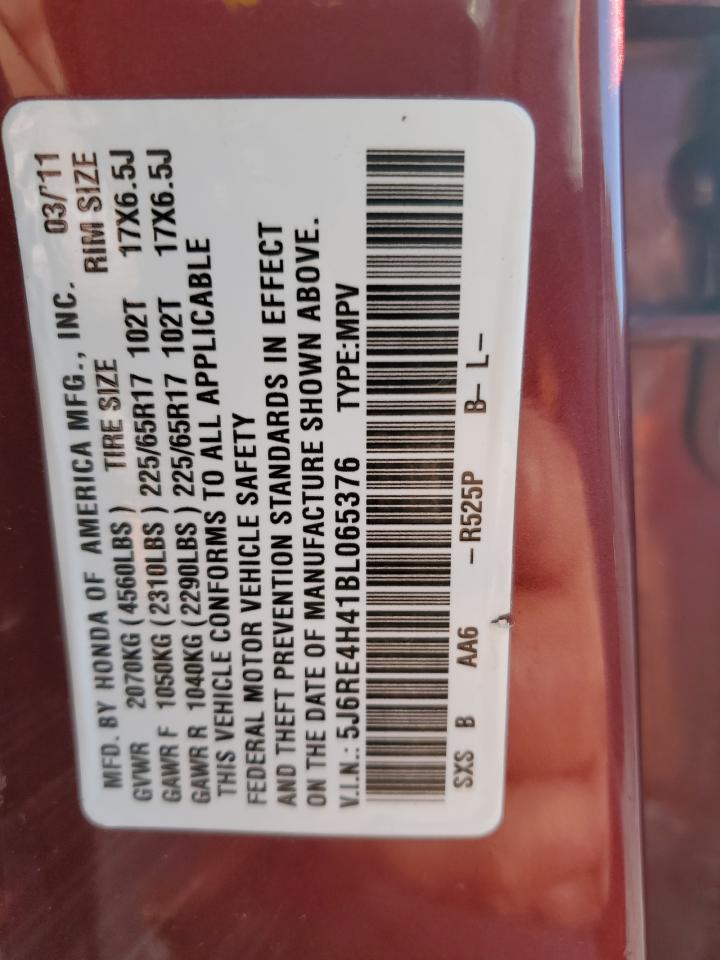 MFD. BY HONDA OF AMERICA MFG., INC. 03/'11
TIRE SIZE RIM SIZE
GVWR 2070KG (4560LBS)
GAWR F 1050KG (2310LBS) 225/65R17 102T 17X6.5J
GAWR R 1040KG (2290LBS) 225/65R17 102T 17X6.5J
THIS VEHICLE CONFORMS TO ALL APPLICABLE
FEDERAL MOTOR VEHICLE SAFETY
AND THEFT PREVENTION STANDARDS IN EFFECT
ON THE DATE OF MANUFACTURE SHOWN ABOVE.
V.I.N.: 5J6RE4H41BL065376 TYPE:MPV
SXS B AA6 –R525P B– L–